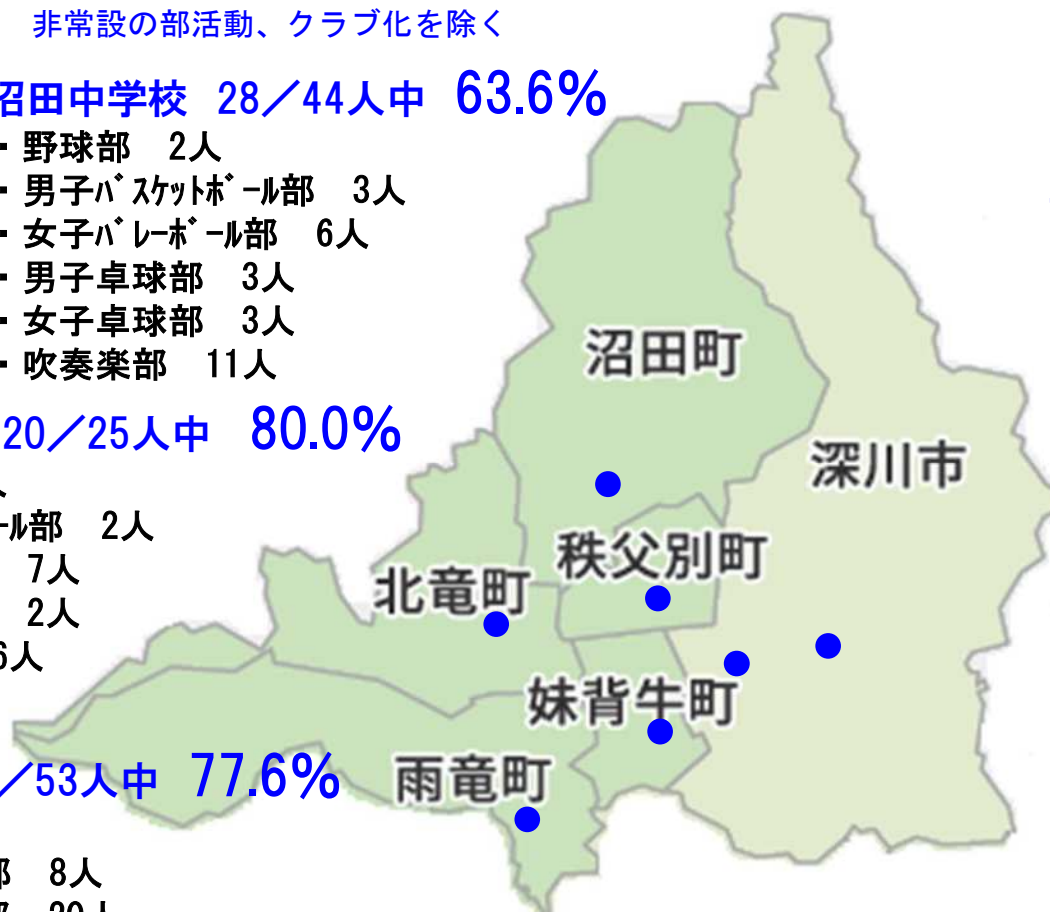 非常設の部活動、クラブ化を除く
沼田中学校 28／44人中 63.6%
・野球部 2人
・男子ﾊﾞｽｹｯﾄﾎﾞｰﾙ部 3人
・女子ﾊﾞﾚｰﾎﾞｰﾙ部 6人
・男子卓球部 3人
・女子卓球部 3人
・吹奏楽部 11人
20／25人中 80.0%
人
ｰﾙ部 2人
7人
2人
6人
／53人中 77.6%
部 8人
部 20人
沼田町
深川市
秩父別町
北竜町
妹背牛町
雨竜町